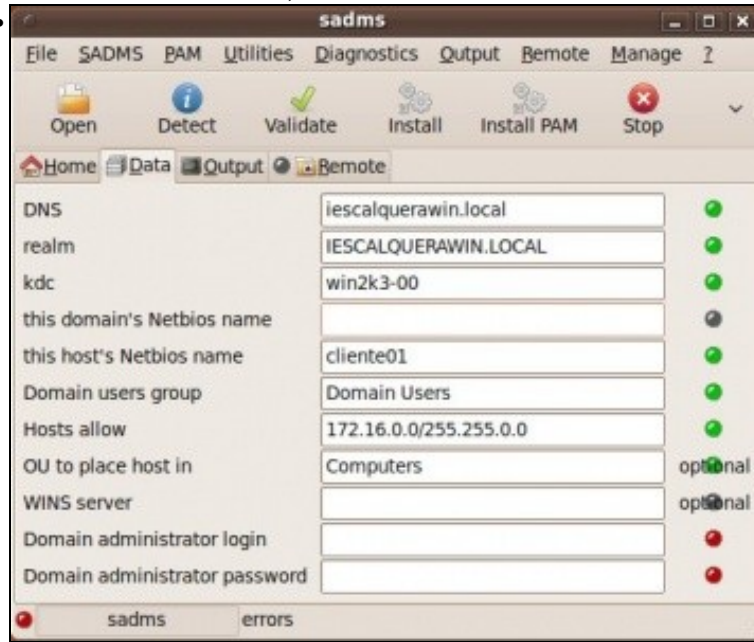 sadms
File SADMS PAM Utilities Diagnostics Output Remote Manage ?
Open Detect Validate Install Install PAM Stop
Home Data Output Remote
DNS iescalquerawin.local
realm IESCALQUERAWIN.LOCAL
kdc win2k3-00
this domain's Netbios name
this host's Netbios name cliente01
Domain users group Domain Users
Hosts allow 172.16.0.0/255.255.0.0
OU to place host in Computers optional
WINS server optional
Domain administrator login
Domain administrator password
sadms errors